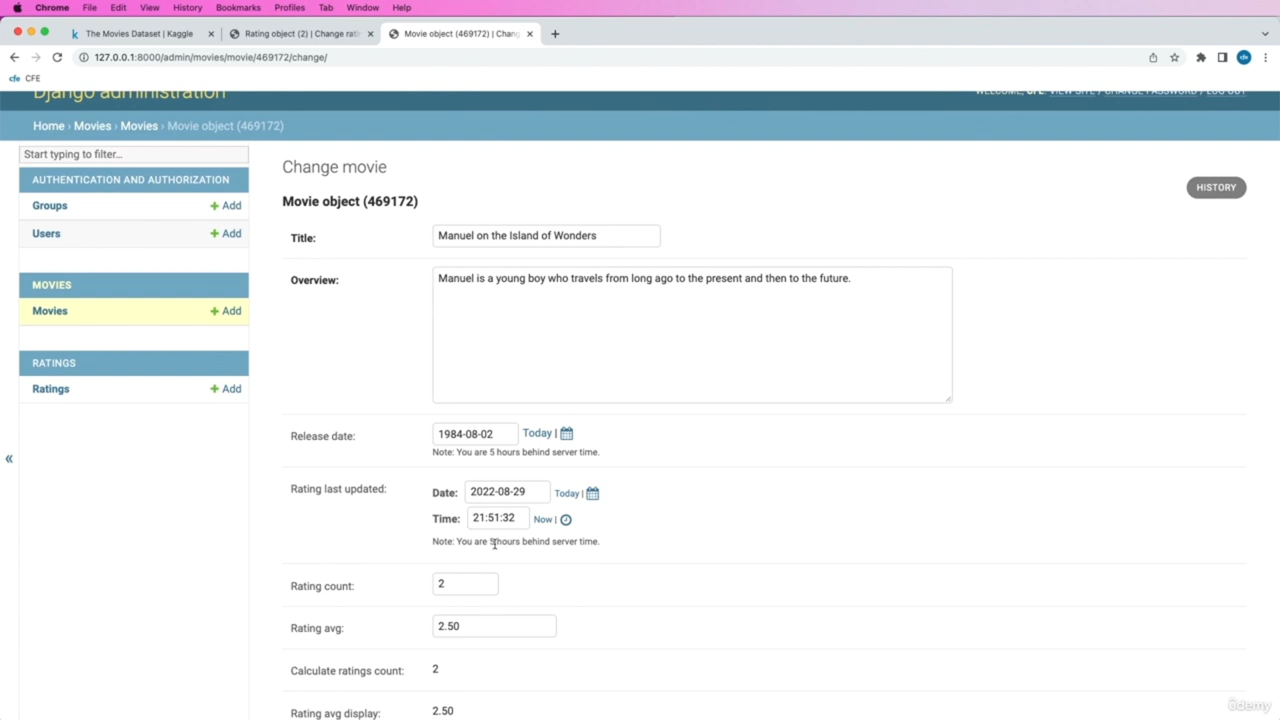 Chrome File Edit View History Bookmarks Profiles Tab Window Help
The Movies Dataset | Kaggle Rating object (2) | Change rati Movie object (469172) | Chang
127.0.0.1:8000/admin/movies/movie/469172/change/
cfe CFE
Django administration
WELCOME, CFE. VIEW SITE / CHANGE PASSWORD / LOG OUT
Home › Movies › Movies › Movie object (469172)
Start typing to filter...
AUTHENTICATION AND AUTHORIZATION
Groups + Add
Users + Add
MOVIES
Movies + Add
RATINGS
Ratings + Add
«
Change movie
HISTORY
Movie object (469172)
Title: Manuel on the Island of Wonders
Overview: Manuel is a young boy who travels from long ago to the present and then to the future.
Release date: 1984-08-02 Today |
Note: You are 5 hours behind server time.
Rating last updated: Date: 2022-08-29 Today |
Time: 21:51:32 Now |
Note: You are 5 hours behind server time.
Rating count: 2
Rating avg: 2.50
Calculate ratings count: 2
Rating avg display: 2.50
ûdemy